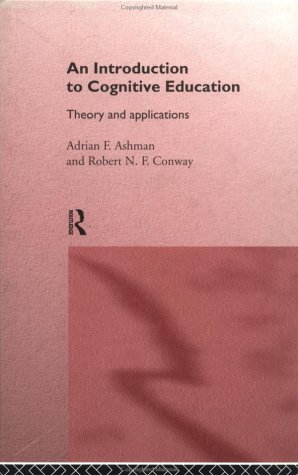 Copyrighted Material
An Introduction
to Cognitive Education
Theory and applications
Adrian F. Ashman
and Robert N. F. Conway
ROUTLEDGE